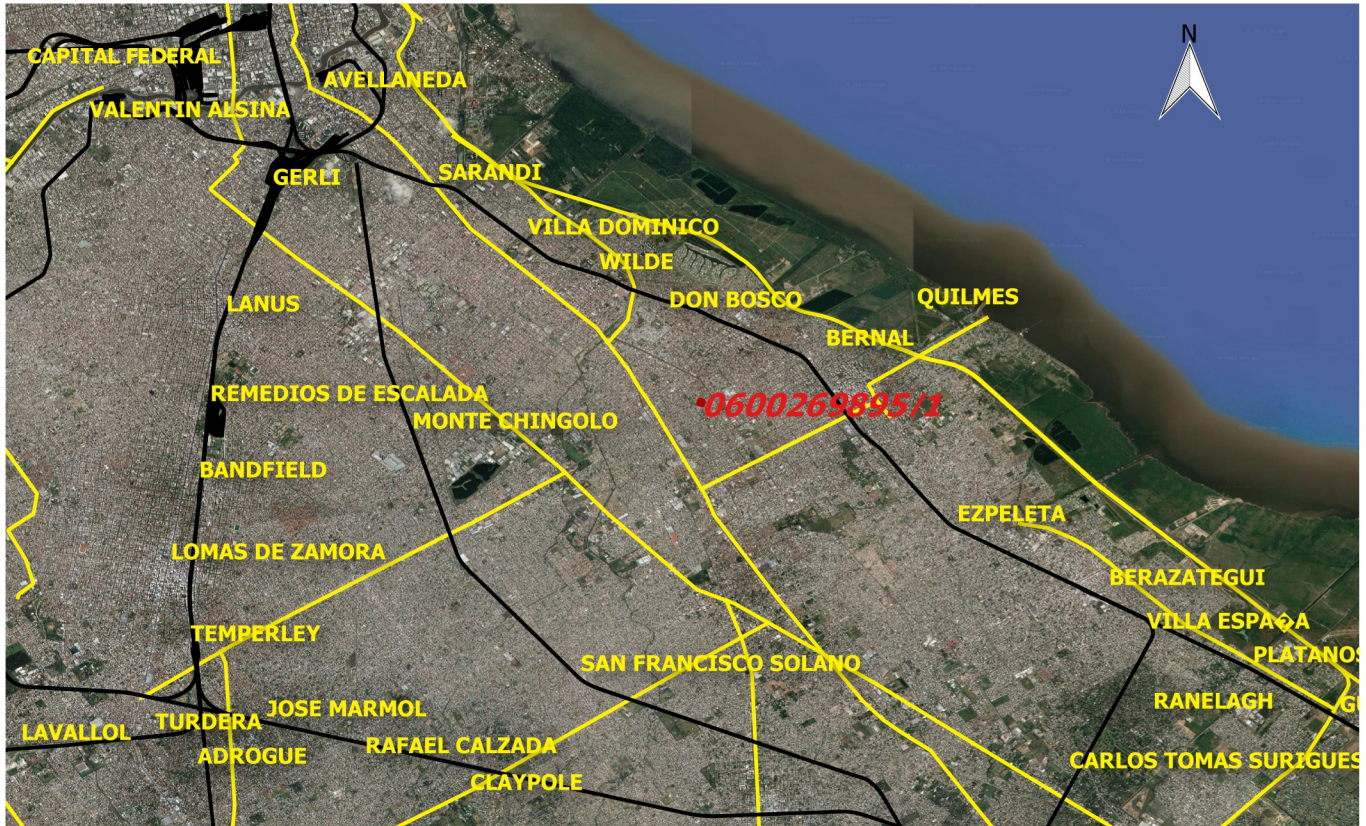 N
CAPITAL FEDERAL
AVELLANEDA
VALENTIN ALSINA
GERLI
SARANDI
VILLA DOMINICO
WILDE
LANUS
DON BOSCO
QUILMES
BERNAL
REMEDIOS DE ESCALADA
0600269895/1
MONTE CHINGOLO
BANDFIELD
EZPELETA
LOMAS DE ZAMORA
BERAZATEGUI
VILLA ESPA�A
TEMPERLEY
PLATANOS
SAN FRANCISCO SOLANO
RANELAGH
GU
JOSE MARMOL
TURDERA
LAVALLOL
RAFAEL CALZADA
ADROGUE
CARLOS TOMAS SURIGUES
CLAYPOLE